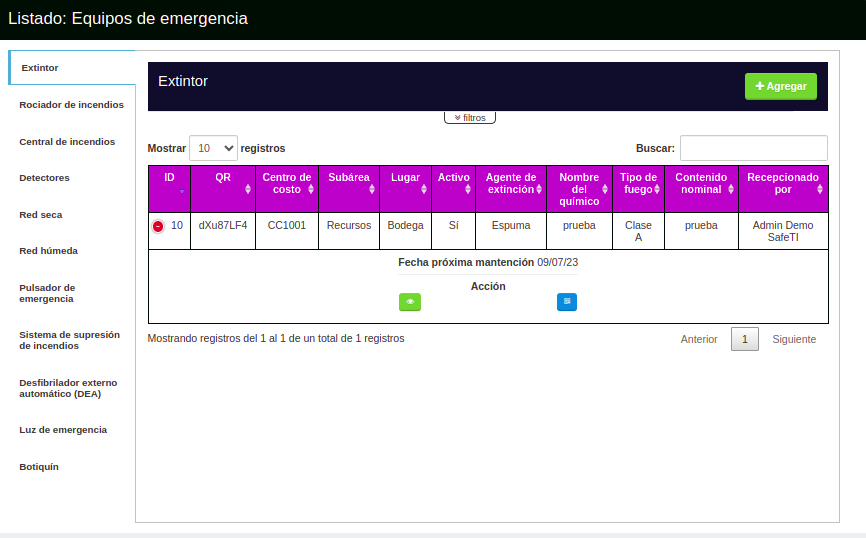 Listado: Equipos de emergencia
Extintor
Rociador de incendios
Central de incendios
Detectores
Red seca
Red húmeda
Pulsador de
emergencia
Sistema de supresión
de incendios
Desfibrilador externo
automático (DEA)
Luz de emergencia
Botiquín
Extintor
Agregar
filtros
Mostrar 10 registros
Buscar:
ID QR Centro de costo Subárea Lugar Activo Agente de extinción Nombre del químico Tipo de fuego Contenido nominal Recepcionado por
10 dXu87LF4 CC1001 Recursos Bodega Sí Espuma prueba Clase A prueba Admin Demo SafeTI
Fecha próxima mantención 09/07/23
Acción
Mostrando registros del 1 al 1 de un total de 1 registros
Anterior 1 Siguiente